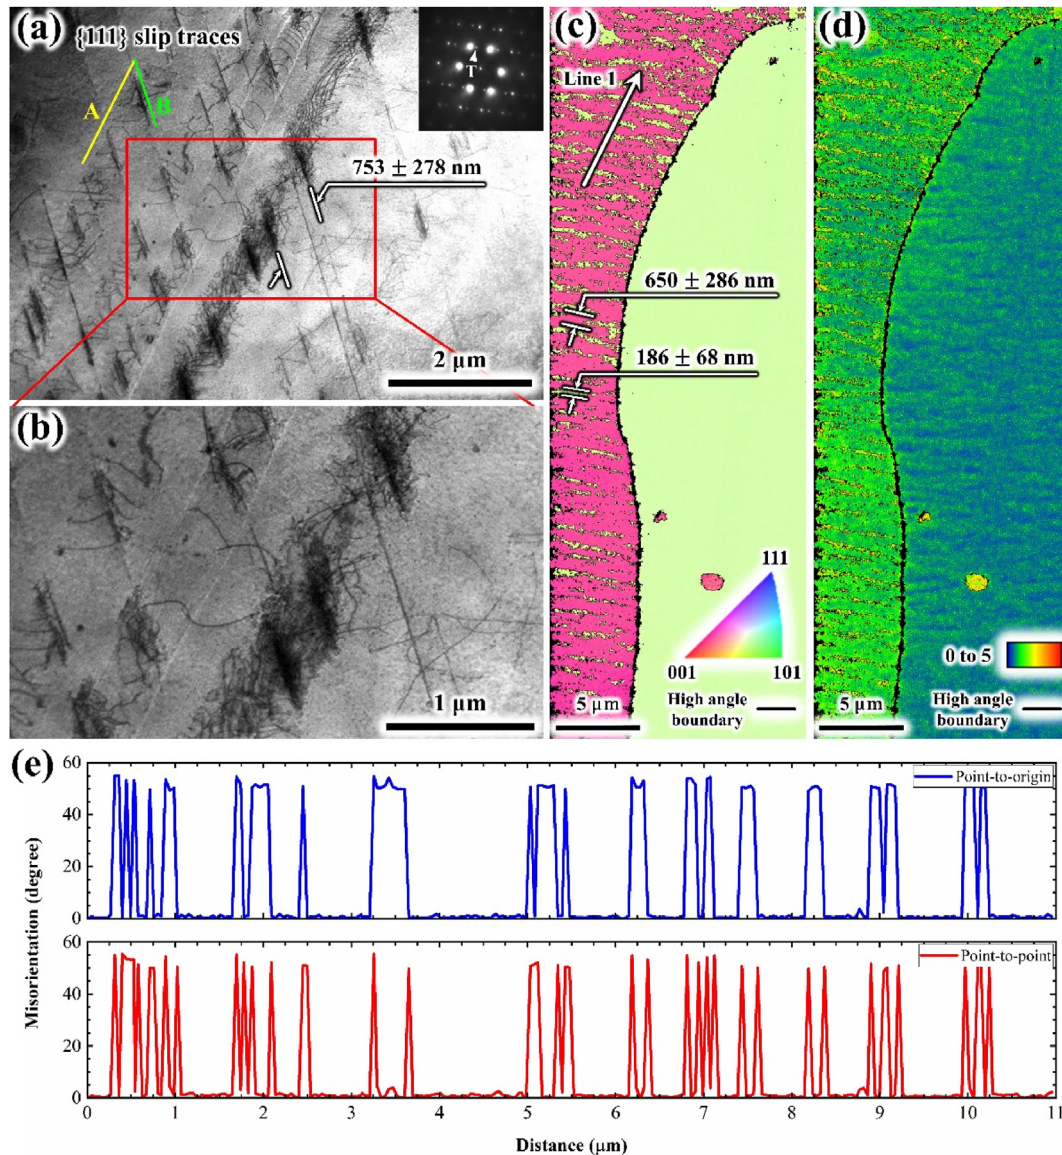 (a)
{111} slip traces
A
B
T
753 ± 278 nm
2 μm
(b)
1 μm
(c)
Line 1
650 ± 286 nm
186 ± 68 nm
111
001
101
5 μm
High angle
boundary
(d)
0 to 5
5 μm
High angle
boundary
(e)
Misorientation (degree)
60
40
20
0
Point-to-origin
60
40
20
0
Point-to-point
0 1 2 3 4 5 6 7 8 9 10 11
Distance (μm)